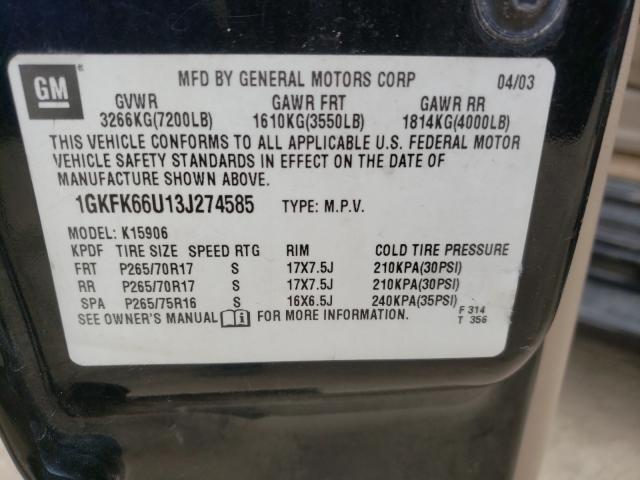 GM ® MFD BY GENERAL MOTORS CORP 04/03
GVWR GAWR FRT GAWR RR
3266KG(7200LB) 1610KG(3550LB) 1814KG(4000LB)
THIS VEHICLE CONFORMS TO ALL APPLICABLE U.S. FEDERAL MOTOR
VEHICLE SAFETY STANDARDS IN EFFECT ON THE DATE OF
MANUFACTURE SHOWN ABOVE.
1GKFK66U13J274585 TYPE: M.P.V.
MODEL: K15906
KPDF TIRE SIZE SPEED RTG RIM COLD TIRE PRESSURE
FRT P265/70R17 S 17X7.5J 210KPA(30PSI)
RR P265/70R17 S 17X7.5J 210KPA(30PSI)
SPA P265/75R16 S 16X6.5J 240KPA(35PSI)
SEE OWNER'S MANUAL FOR MORE INFORMATION. F 314
T 356